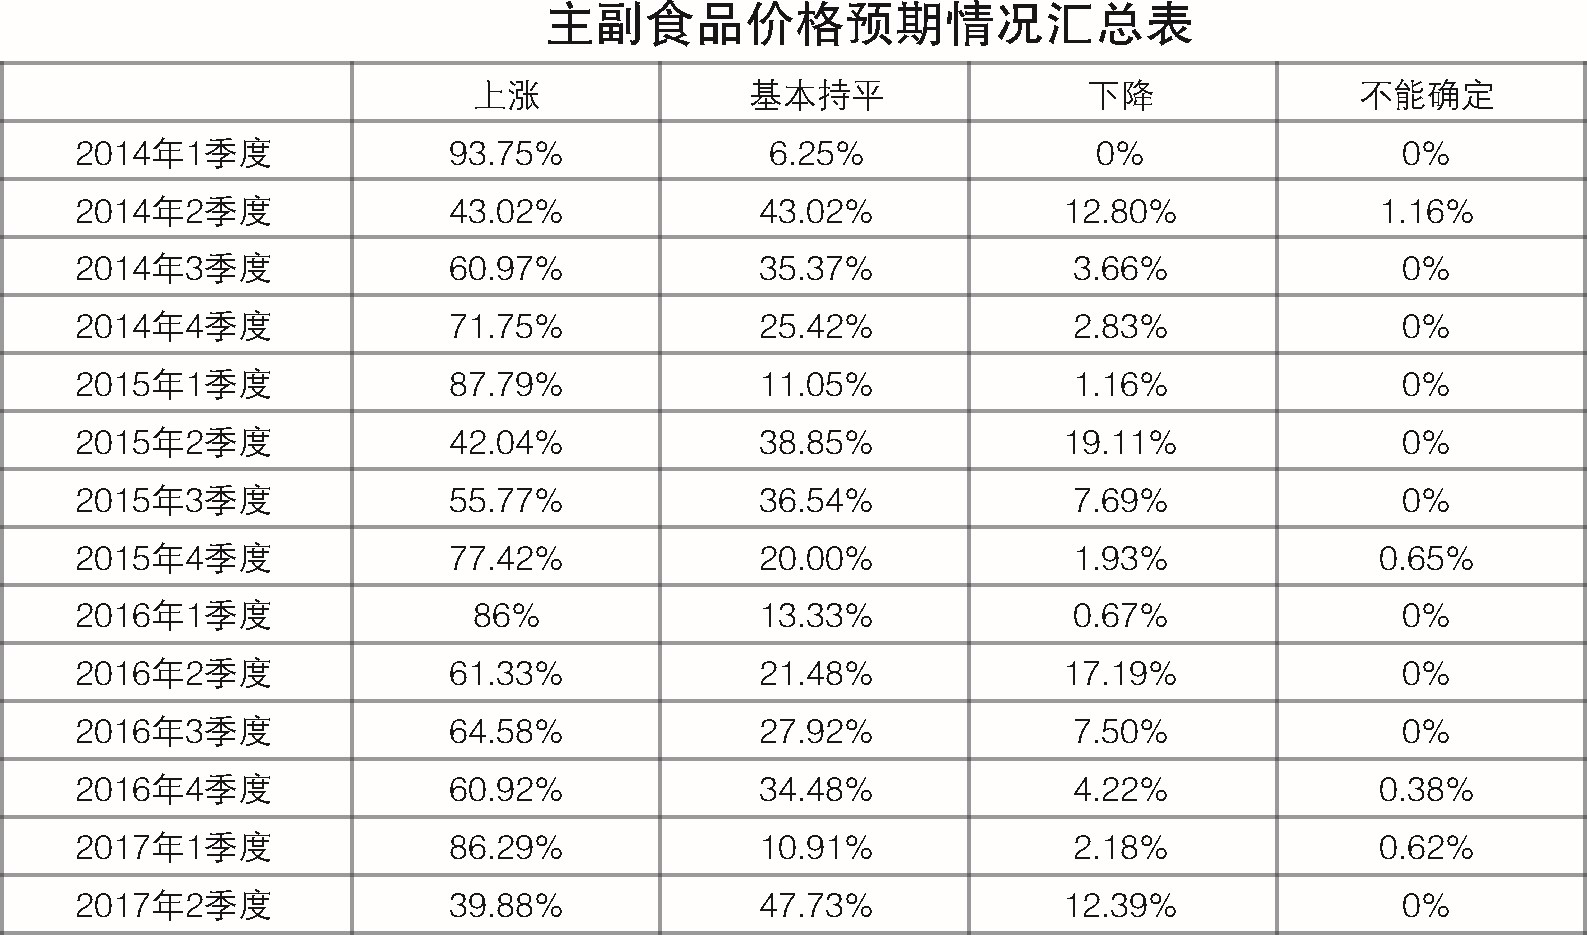 主副食品价格预期情况汇总表
上涨 基本持平 下降 不能确定
2014年1季度 93.75% 6.25% 0% 0%
2014年2季度 43.02% 43.02% 12.80% 1.16%
2014年3季度 60.97% 35.37% 3.66% 0%
2014年4季度 71.75% 25.42% 2.83% 0%
2015年1季度 87.79% 11.05% 1.16% 0%
2015年2季度 42.04% 38.85% 19.11% 0%
2015年3季度 55.77% 36.54% 7.69% 0%
2015年4季度 77.42% 20.00% 1.93% 0.65%
2016年1季度 86% 13.33% 0.67% 0%
2016年2季度 61.33% 21.48% 17.19% 0%
2016年3季度 64.58% 27.92% 7.50% 0%
2016年4季度 60.92% 34.48% 4.22% 0.38%
2017年1季度 86.29% 10.91% 2.18% 0.62%
2017年2季度 39.88% 47.73% 12.39% 0%